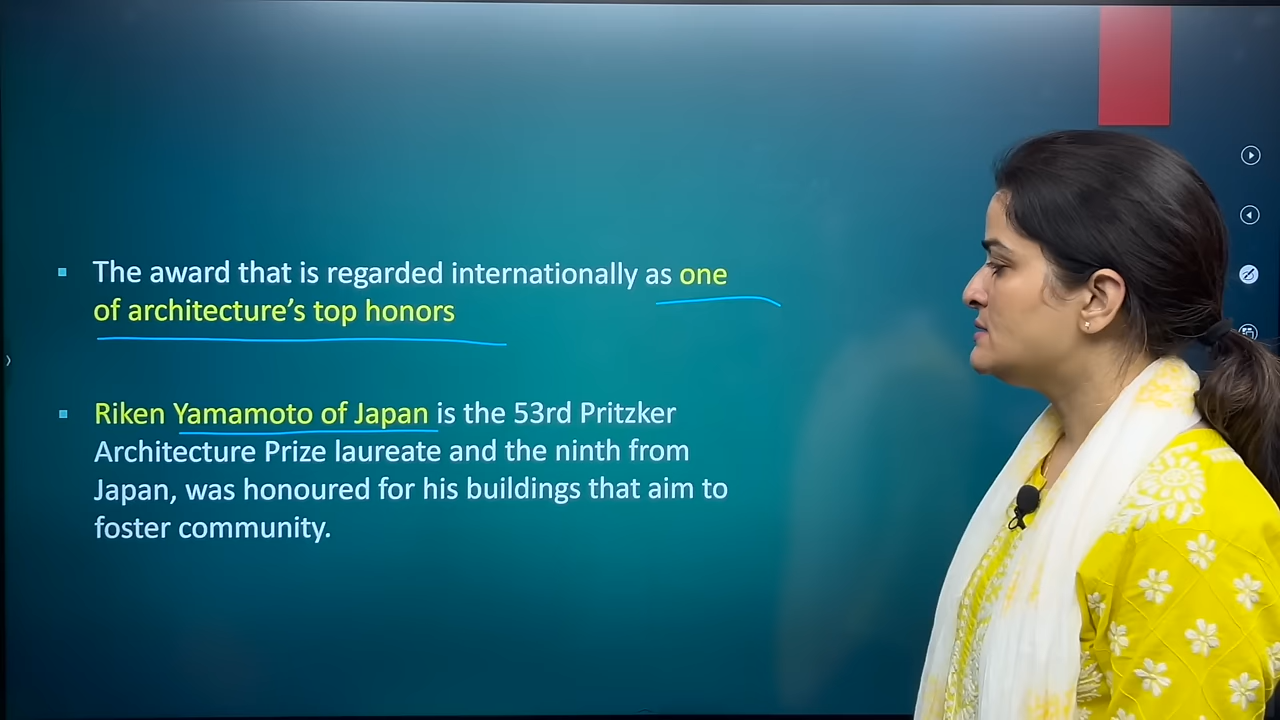 The award that is regarded internationally as one
of architecture's top honors
Riken Yamamoto of Japan is the 53rd Pritzker
Architecture Prize laureate and the ninth from
Japan, was honoured for his buildings that aim to
foster community.